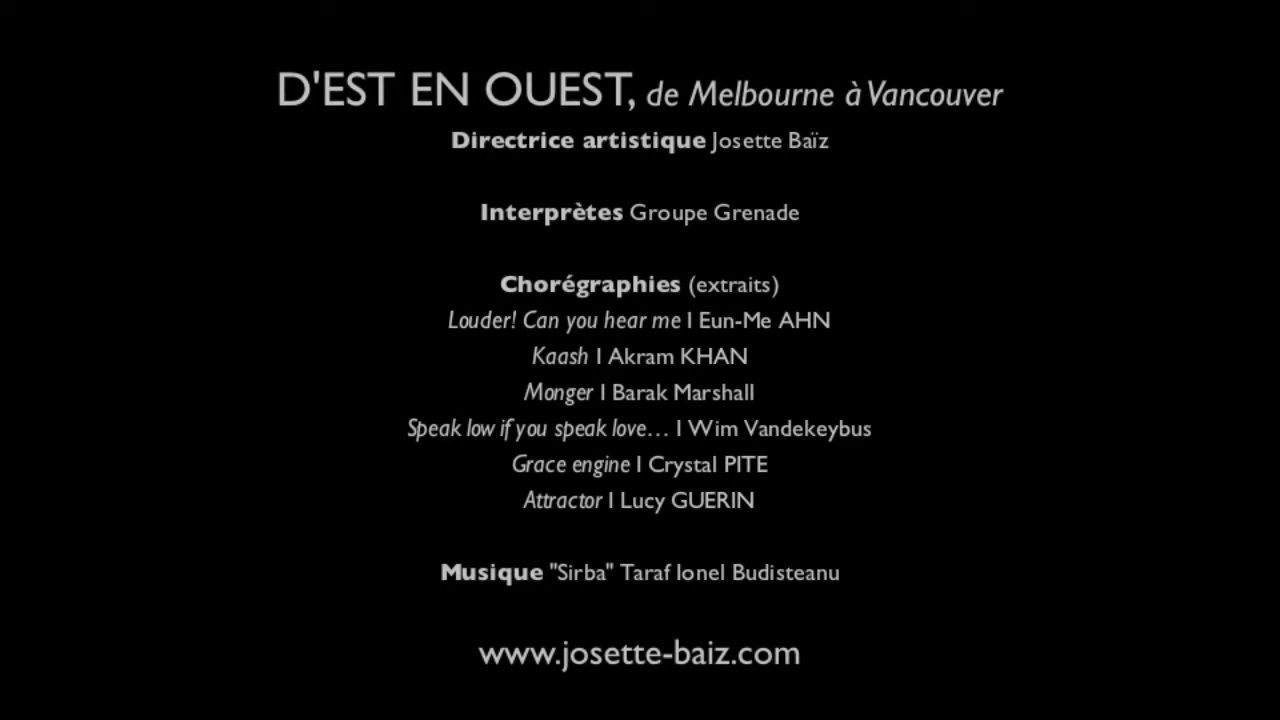 D'EST EN OUEST, de Melbourne à Vancouver
Directrice artistique Josette Baïz
Interprètes Groupe Grenade
Chorégraphies (extraits)
Louder! Can you hear me I Eun-Me AHN
Kaash I Akram KHAN
Monger I Barak Marshall
Speak low if you speak love... I Wim Vandekeybus
Grace engine I Crystal PITE
Attractor I Lucy GUERIN
Musique "Sirba" Taraf Ionel Budisteanu
www.josette-baiz.com